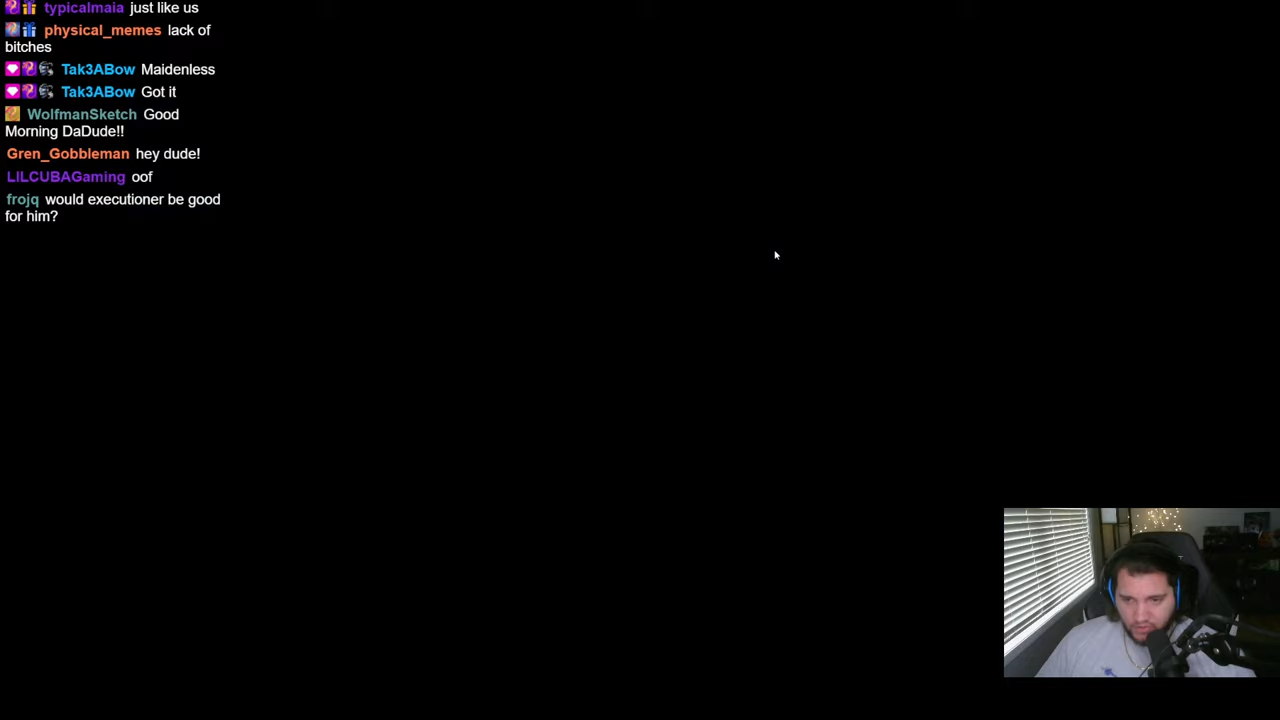 typicalmaia just like us
physical_memes lack of
bitches
Tak3ABow Maidenless
Tak3ABow Got it
WolfmanSketch Good
Morning DaDude!!
Gren_Gobbleman hey dude!
LILCUBAGaming oof
frojq would executioner be good
for him?